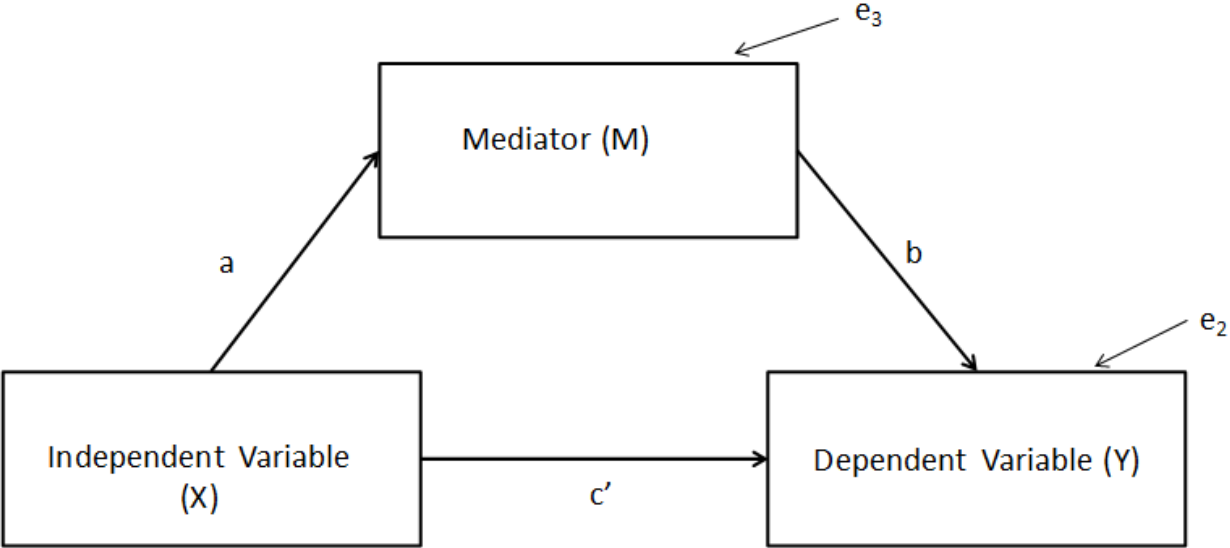 e₃
Mediator (M)
a
b
e₂
Independent Variable
(X)
c’
Dependent Variable (Y)